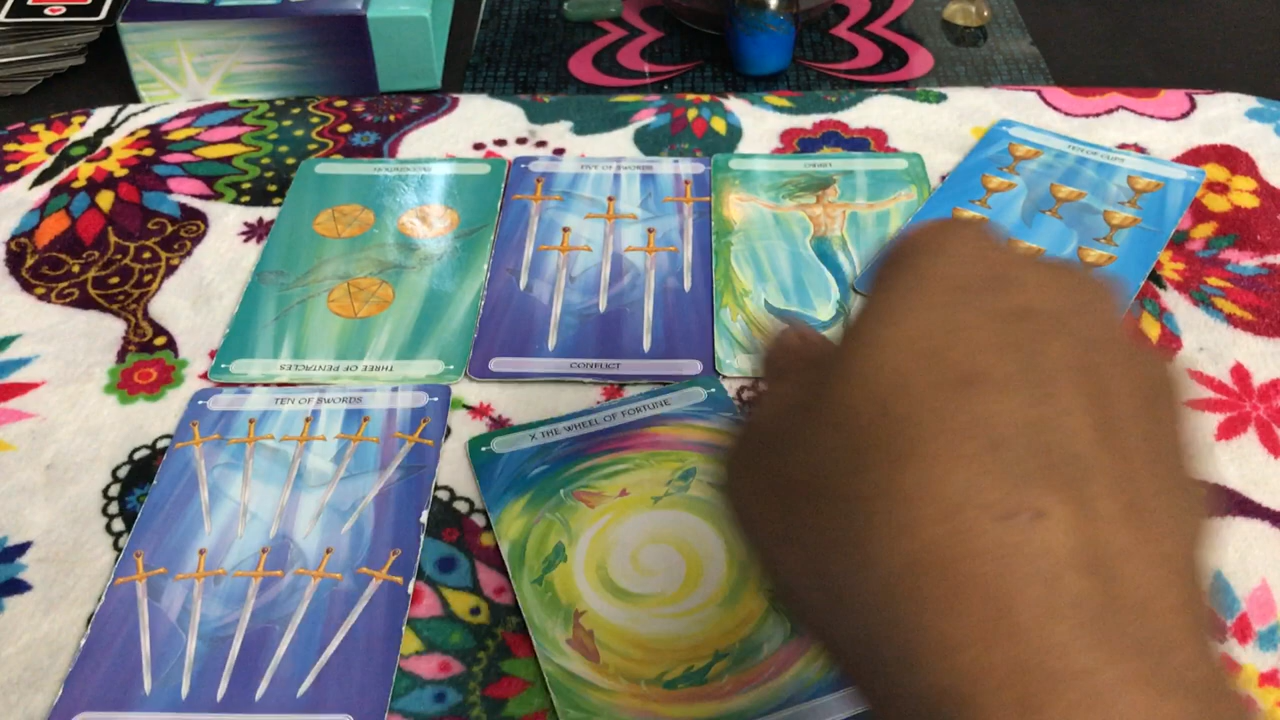 FIVE OF SWORDS
TEN OF CUPS
THREE OF PENTACLES
CONFLICT
TEN OF SWORDS
X THE WHEEL OF FORTUNE